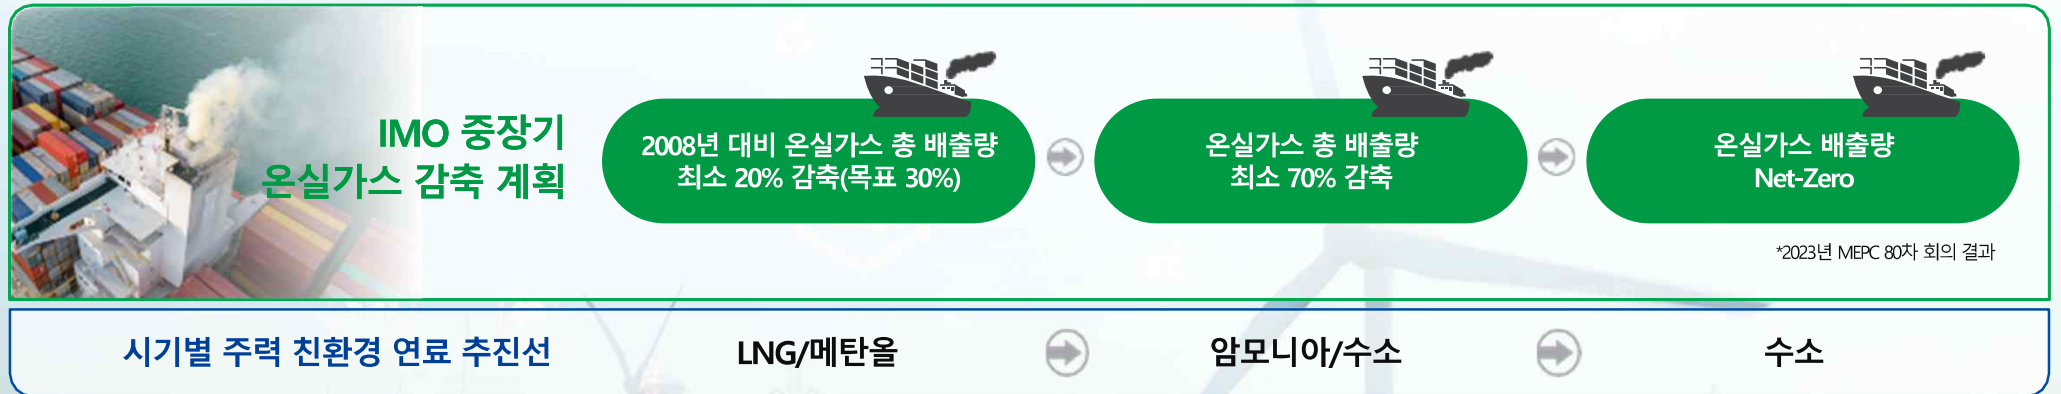 IMO 중장기
온실가스 감축 계획
2008년 대비 온실가스 총 배출량
최소 20% 감축(목표 30%)
온실가스 총 배출량
최소 70% 감축
온실가스 배출량
Net-Zero
*2023년 MEPC 80차 회의 결과
시기별 주력 친환경 연료 추진선
LNG/메탄올
암모니아/수소
수소